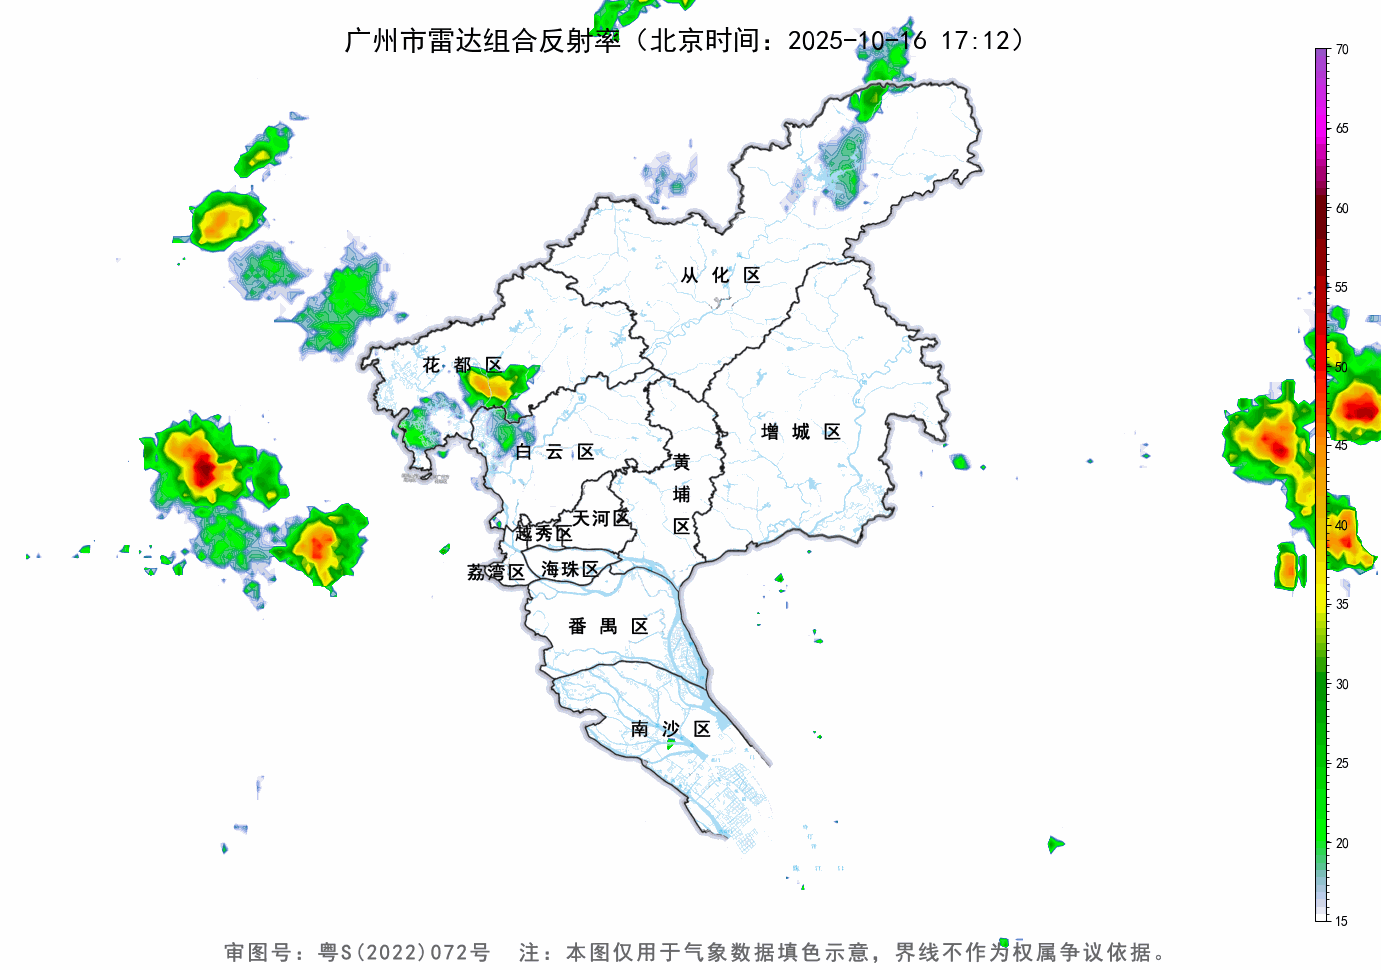 广州市雷达组合反射率（北京时间：2025-10-16 17:12）
70
65
60
55
50
45
40
35
30
25
20
15
从化区
花都区
增城区
白云区
黄埔区
天河区
越秀区
海珠区
荔湾区
番禺区
南沙区
审图号：粤S(2022)072号 注：本图仅用于气象数据填色示意，界线不作为权属争议依据。